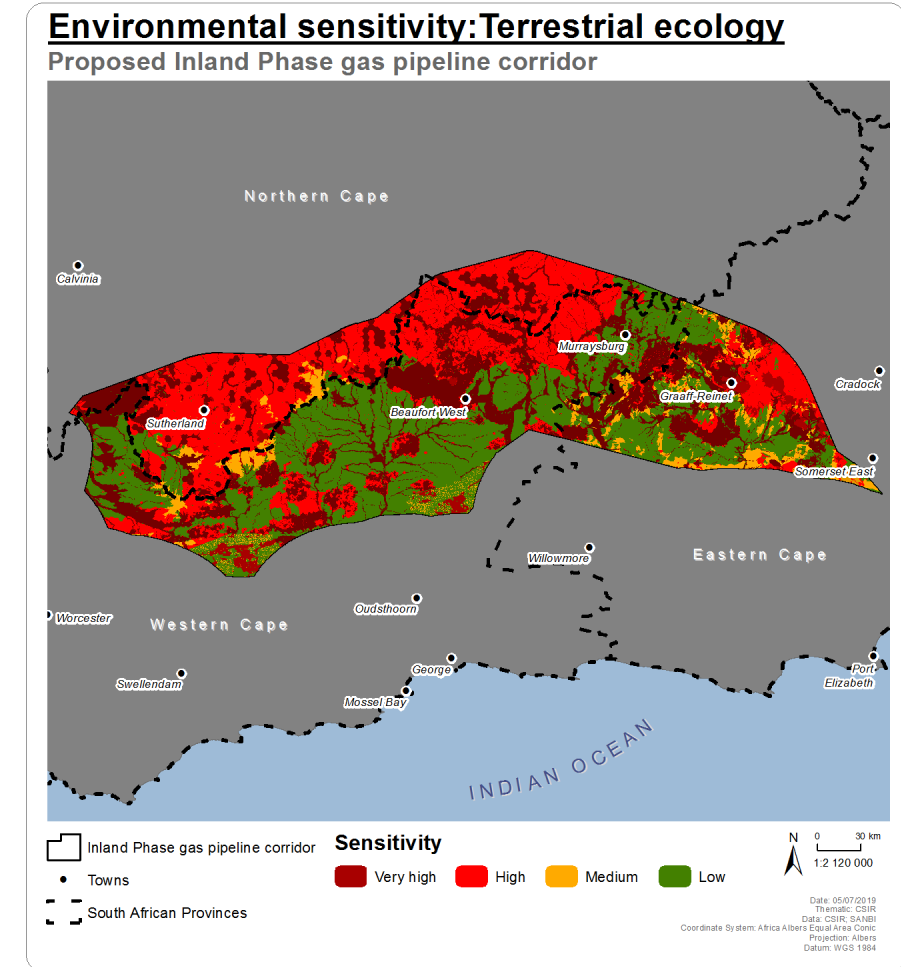 Environmental sensitivity:Terrestrial ecology
Proposed Inland Phase gas pipeline corridor
Northern Cape
Calvinia
Murraysburg
Cradock
Graaff-Reinet
Beaufort West
Sutherland
Somerset East
Willowmore
Eastern Cape
Oudsthoorn
Worcester
Western Cape
George
Port
Elizabeth
Swellendam
Mossel Bay
INDIAN OCEAN
Inland Phase gas pipeline corridor
Towns
South African Provinces
Sensitivity
Very high
High
Medium
Low
N
0 30 km
1:2 120 000
Date: 05/07/2019
Thematic: CSIR
Data: CSIR; SANBI
Coordinate System: Africa Albers Equal Area Conic
Projection: Albers
Datum: WGS 1984